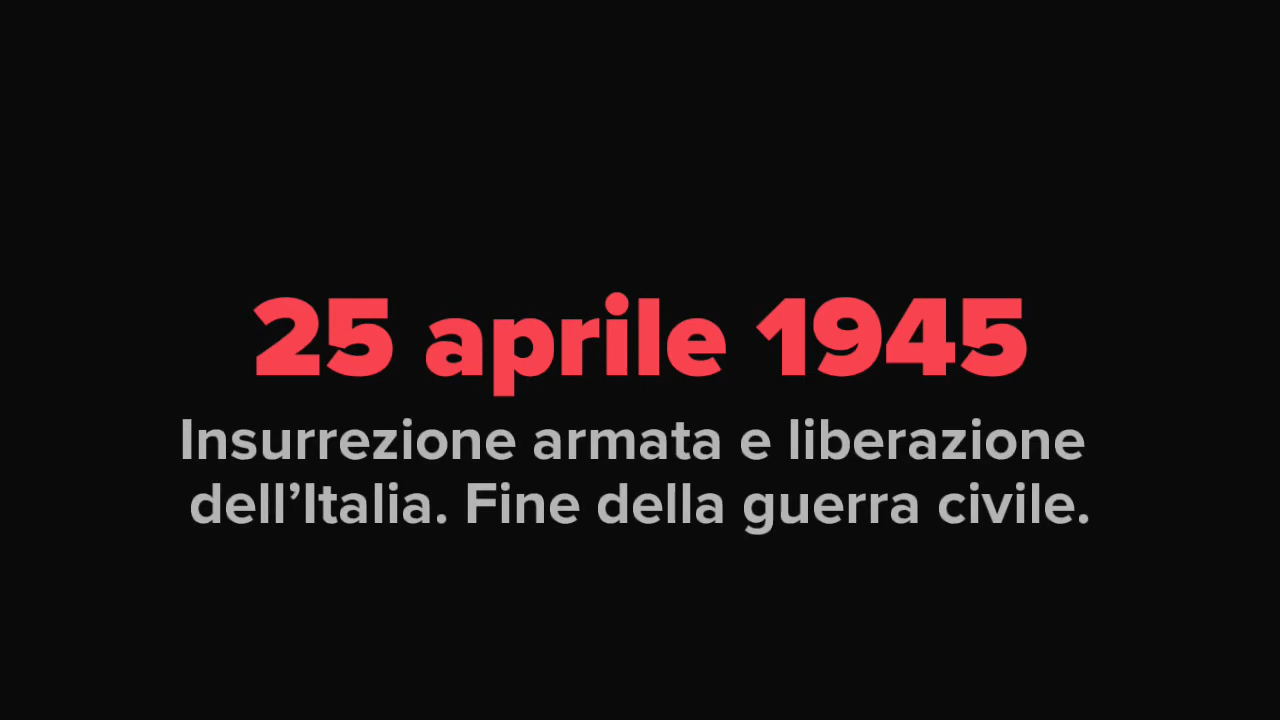 25 aprile 1945
Insurrezione armata e liberazione
dell’Italia. Fine della guerra civile.